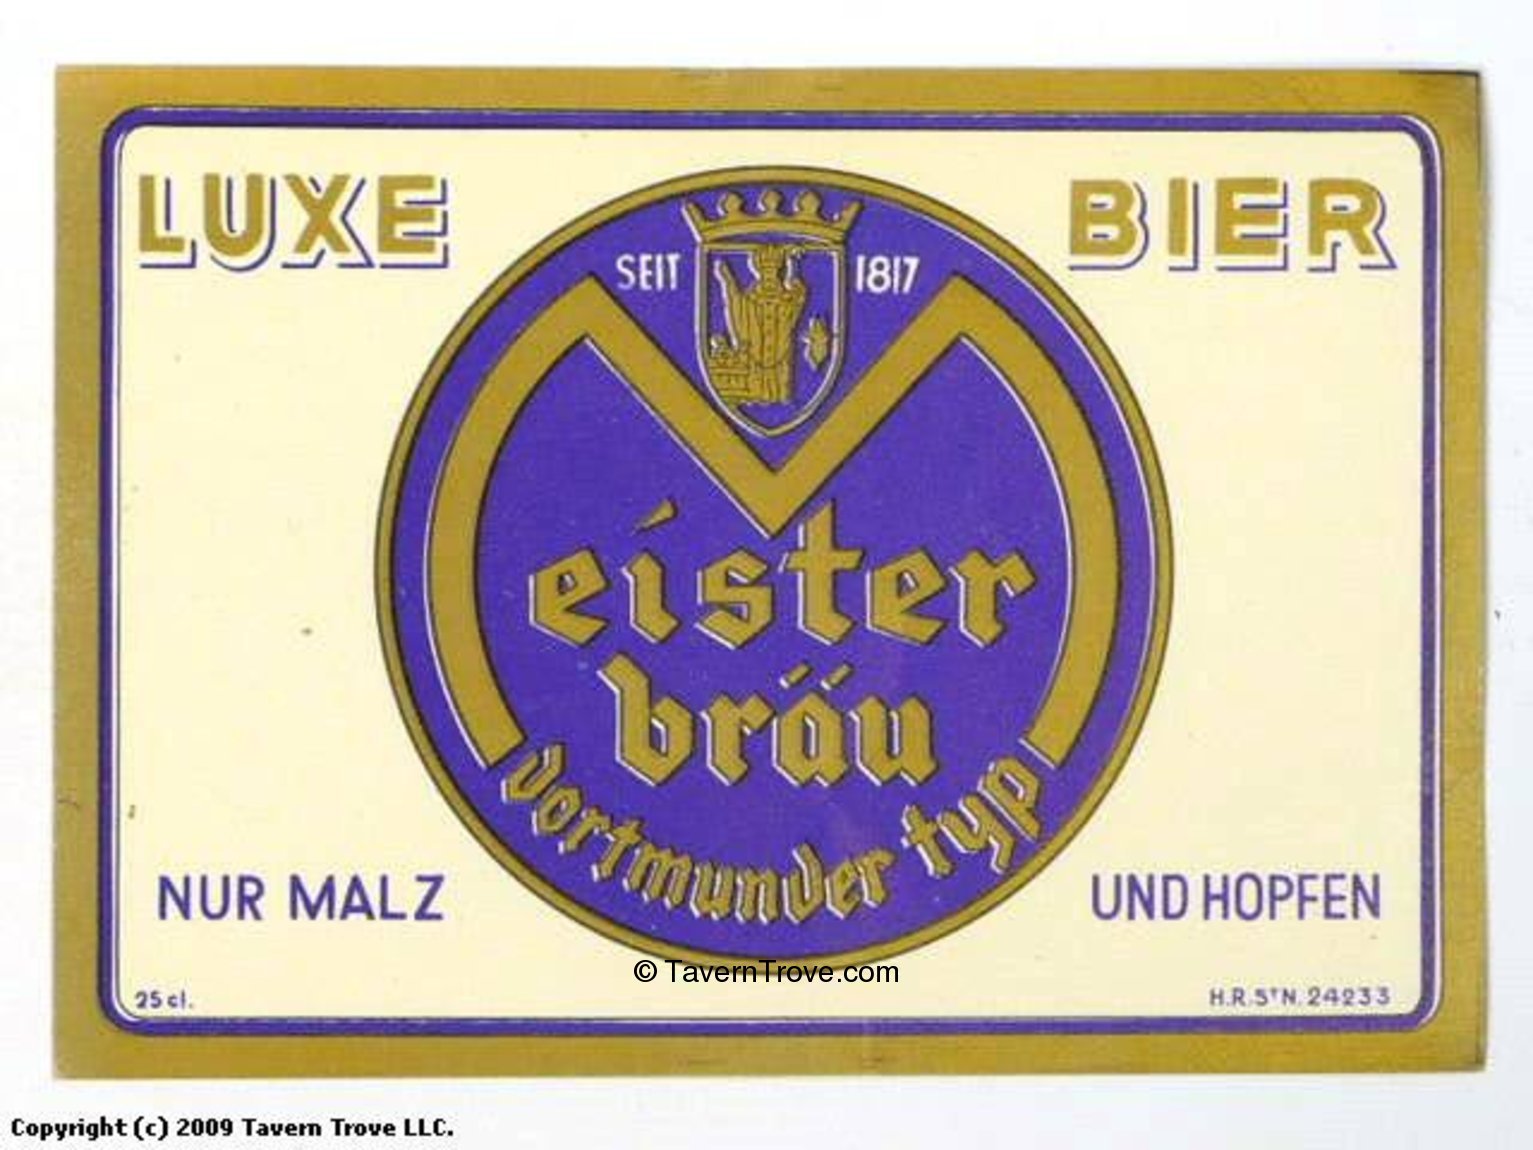 LUXE BIER
SEIT 1817
Meister
bräu
dortmunder typ
NUR MALZ UND HOPFEN
© TavernTrove.com
25 cl. H.R. STN. 24233
Copyright (c) 2009 Tavern Trove LLC.